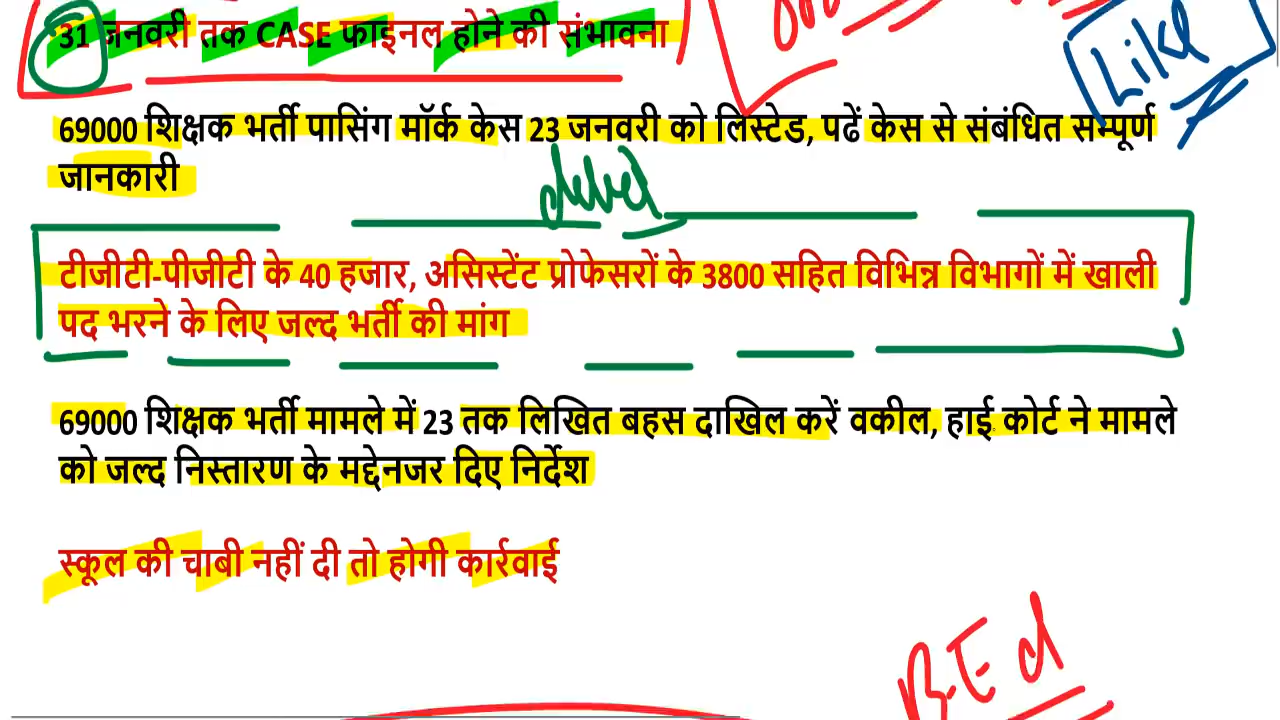 31 जनवरी तक CASE फाइनल होने की संभावना
Like
69000 शिक्षक भर्ती पासिंग मॉर्क केस 23 जनवरी को लिस्टेड, पढें केस से संबंधित सम्पूर्ण
जानकारी
टीजीटी-पीजीटी के 40 हजार, असिस्टेंट प्रोफेसरों के 3800 सहित विभिन्न विभागों में खाली
पद भरने के लिए जल्द भर्ती की मांग
69000 शिक्षक भर्ती मामले में 23 तक लिखित बहस दाखिल करें वकील, हाई कोर्ट ने मामले
को जल्द निस्तारण के मद्देनजर दिए निर्देश
स्कूल की चाबी नहीं दी तो होगी कार्रवाई
B.Ed